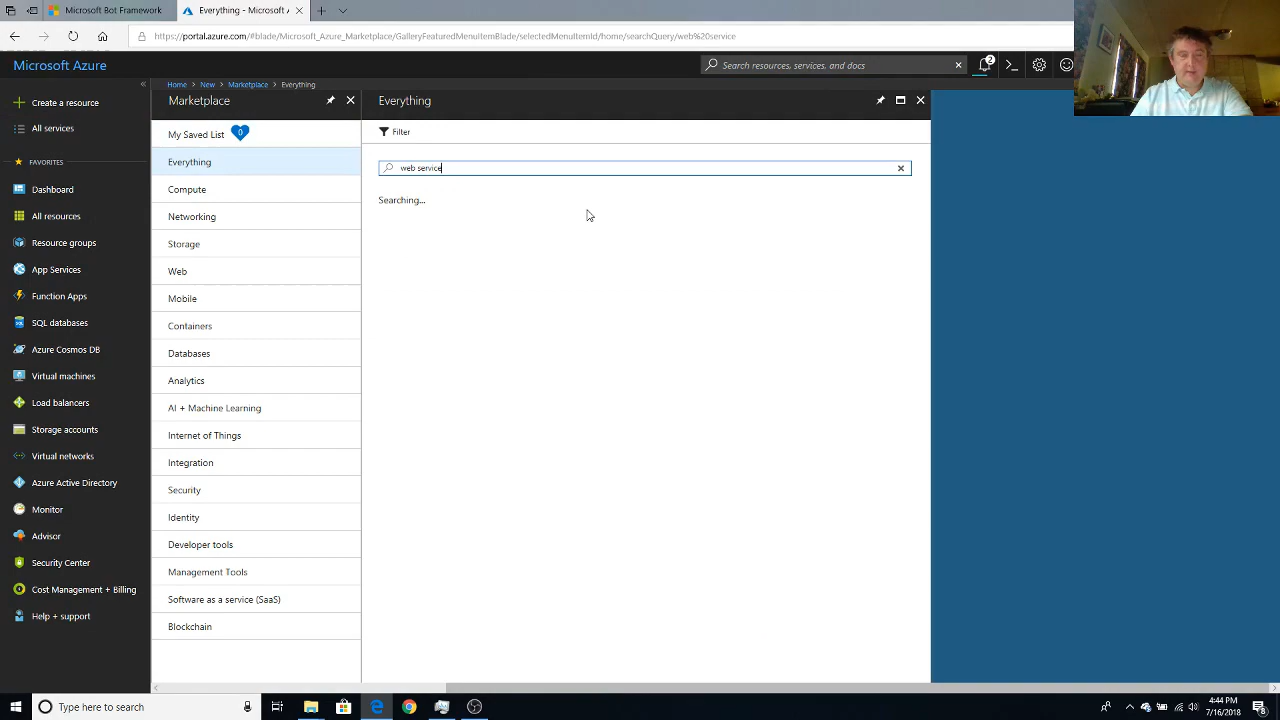 Microsoft Bot Framework
Everything - Microsoft A
https://portal.azure.com/#blade/Microsoft_Azure_Marketplace/GalleryFeaturedMenuItemBlade/selectedMenuItemId/home/searchQuery/web%20service
Microsoft Azure
Search resources, services, and docs
2
Home
New
Marketplace
Everything
Create a resource
All services
FAVORITES
Dashboard
All resources
Resource groups
App Services
Function Apps
SQL databases
Azure Cosmos DB
Virtual machines
Load balancers
Storage accounts
Virtual networks
Azure Active Directory
Monitor
Advisor
Security Center
Cost Management + Billing
Help + support
Marketplace
My Saved List
0
Everything
Compute
Networking
Storage
Web
Mobile
Containers
Databases
Analytics
AI + Machine Learning
Internet of Things
Integration
Security
Identity
Developer tools
Management Tools
Software as a service (SaaS)
Blockchain
Everything
Filter
web service
Searching...
Type here to search
4:44 PM
7/16/2018
8